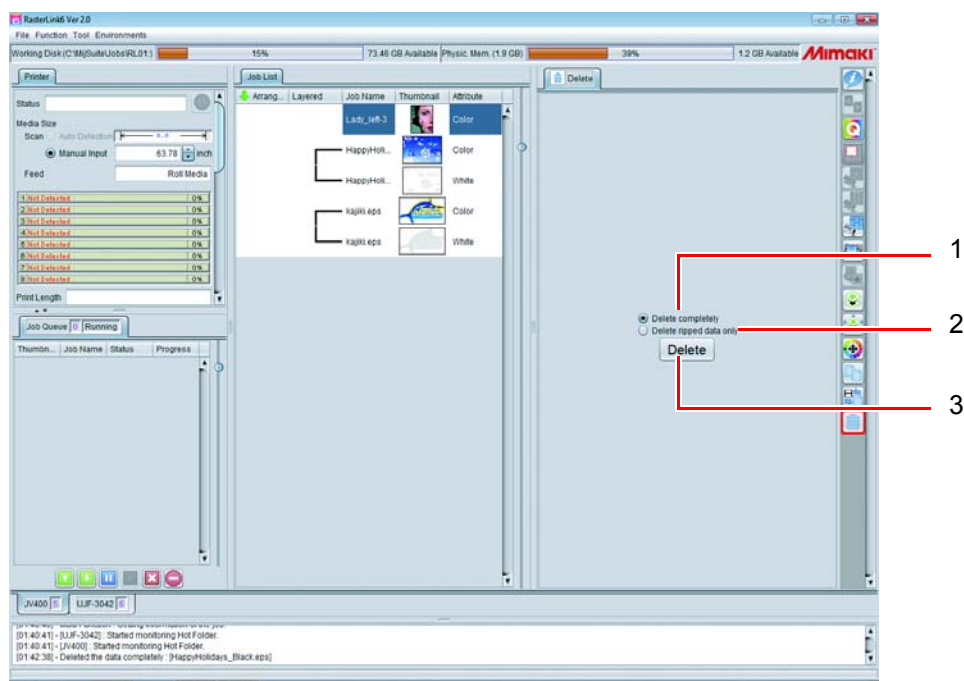 RasterLink6 Ver 2.0
File Function Tool Environments
Working Disk (C:\MijSuite\Jobs\RL01:) 15% 73.46 GB Available Physic. Mem. (1.9 GB) 39% 1.2 GB Available Mimaki
Printer
Status
Media Size
Scan Auto Detection
Manual Input 63.78 inch
Feed Roll Media
1 Not Detected 0%
2 Not Detected 0%
3 Not Detected 0%
4 Not Detected 0%
5 Not Detected 0%
6 Not Detected 0%
7 Not Detected 0%
8 Not Detected 0%
Print Length
Job Queue 0 Running
Thumbn... Job Name Status Progress
Job List
Arrang... Layered Job Name Thumbnail Attribute
Lady_left-3 Color
HappyHoli... Color
HappyHoli... White
kajiki.eps Color
kajiki.eps White
Delete
Delete completely
Delete ripped data only
Delete
1
2
3
JV400 UJF-3042
[01:40:41] - [UJF-3042] : Started monitoring Hot Folder.
[01:40:41] - [JV400] : Started monitoring Hot Folder.
[01:42:38] - Deleted the data completely : [HappyHolidays_Black.eps]